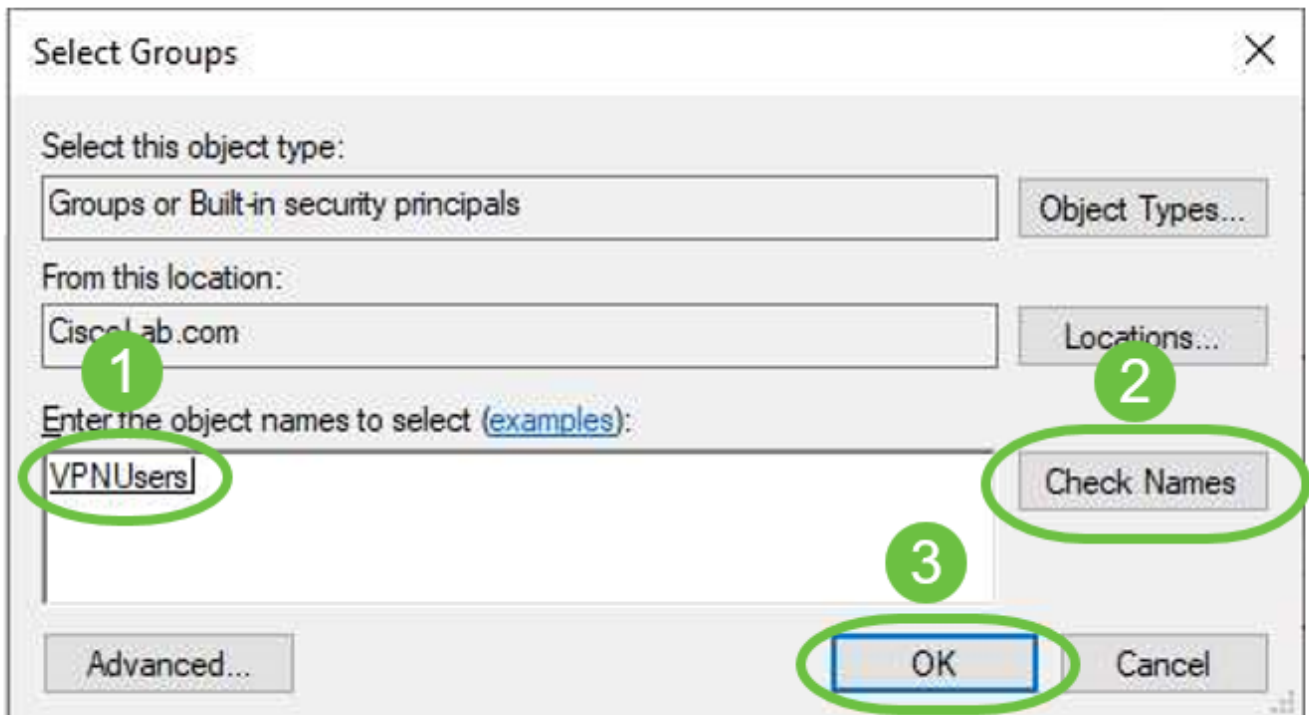 Select Groups
Select this object type:
Groups or Built-in security principals
Object Types...
From this location:
CiscoLab.com
Locations...
1
2
Enter the object names to select (examples):
VPNUsers
Check Names
3
Advanced...
OK
Cancel